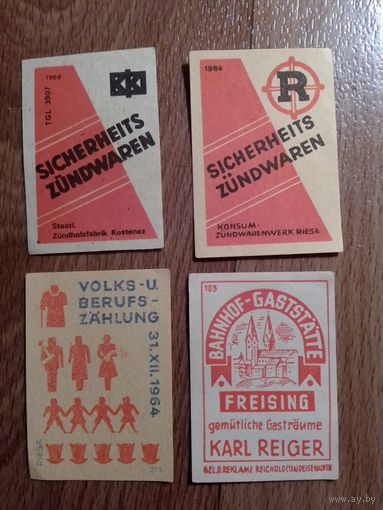 1968
TGL 3907
KK
SICHERHEITS
ZÜNDWAREN
Staatl.
Zündholzfabrik Kostenez
1964
R
SICHERHEITS
ZÜNDWAREN
KONSUM-
ZÜNDWARENWERK RIESA
VOLKS-U.
BERUFS-
ZÄHLUNG
31.XII.1964
RIESA
105
BAHNHOF-GASTSTÄTTE
FREISING
gemütliche Gasträume
KARL REIGER
www.ay.by